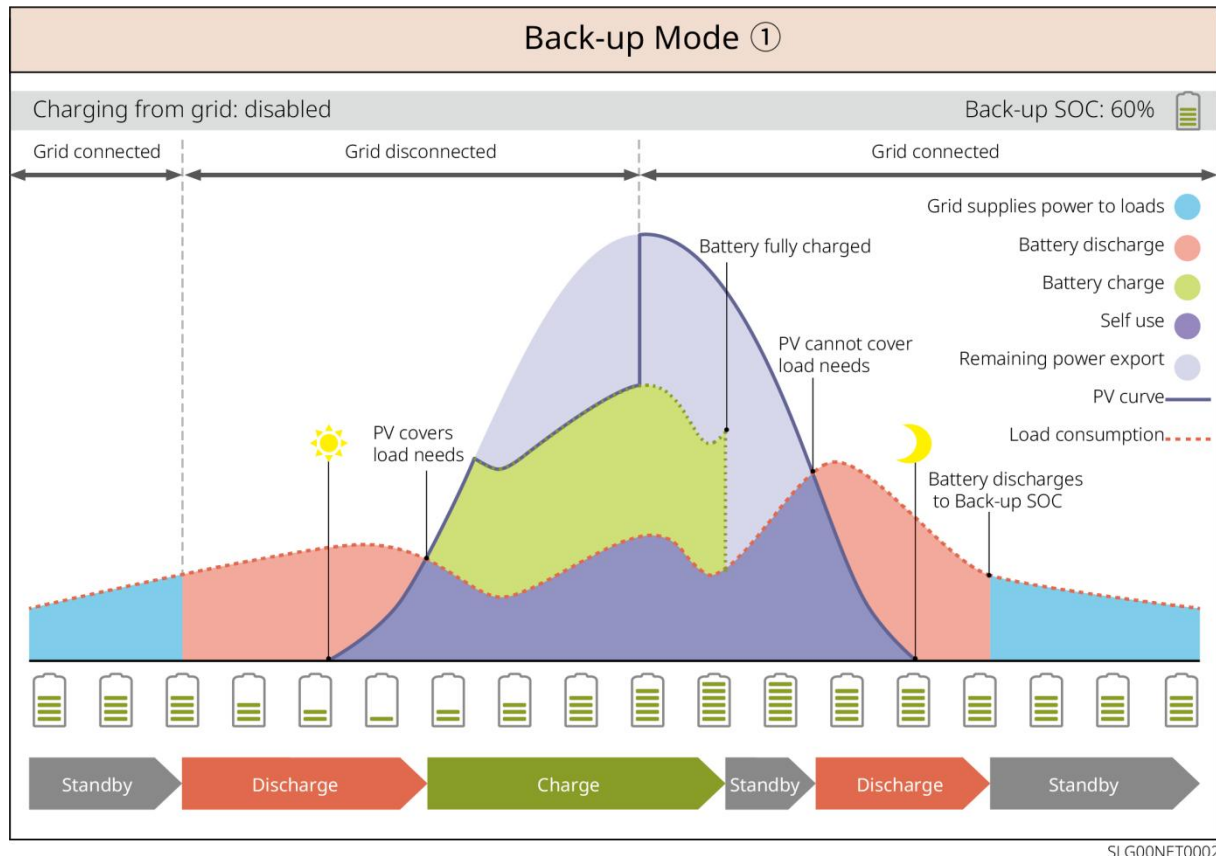 Back-up Mode ①
Charging from grid: disabled
Back-up SOC: 60%
Grid connected
Grid disconnected
Grid connected
Grid supplies power to loads
Battery discharge
Battery charge
Self use
Remaining power export
PV curve
Load consumption
Battery fully charged
PV cannot cover
load needs
PV covers
load needs
Battery discharges
to Back-up SOC
Standby
Discharge
Charge
Standby
Discharge
Standby
SLG00NET0002